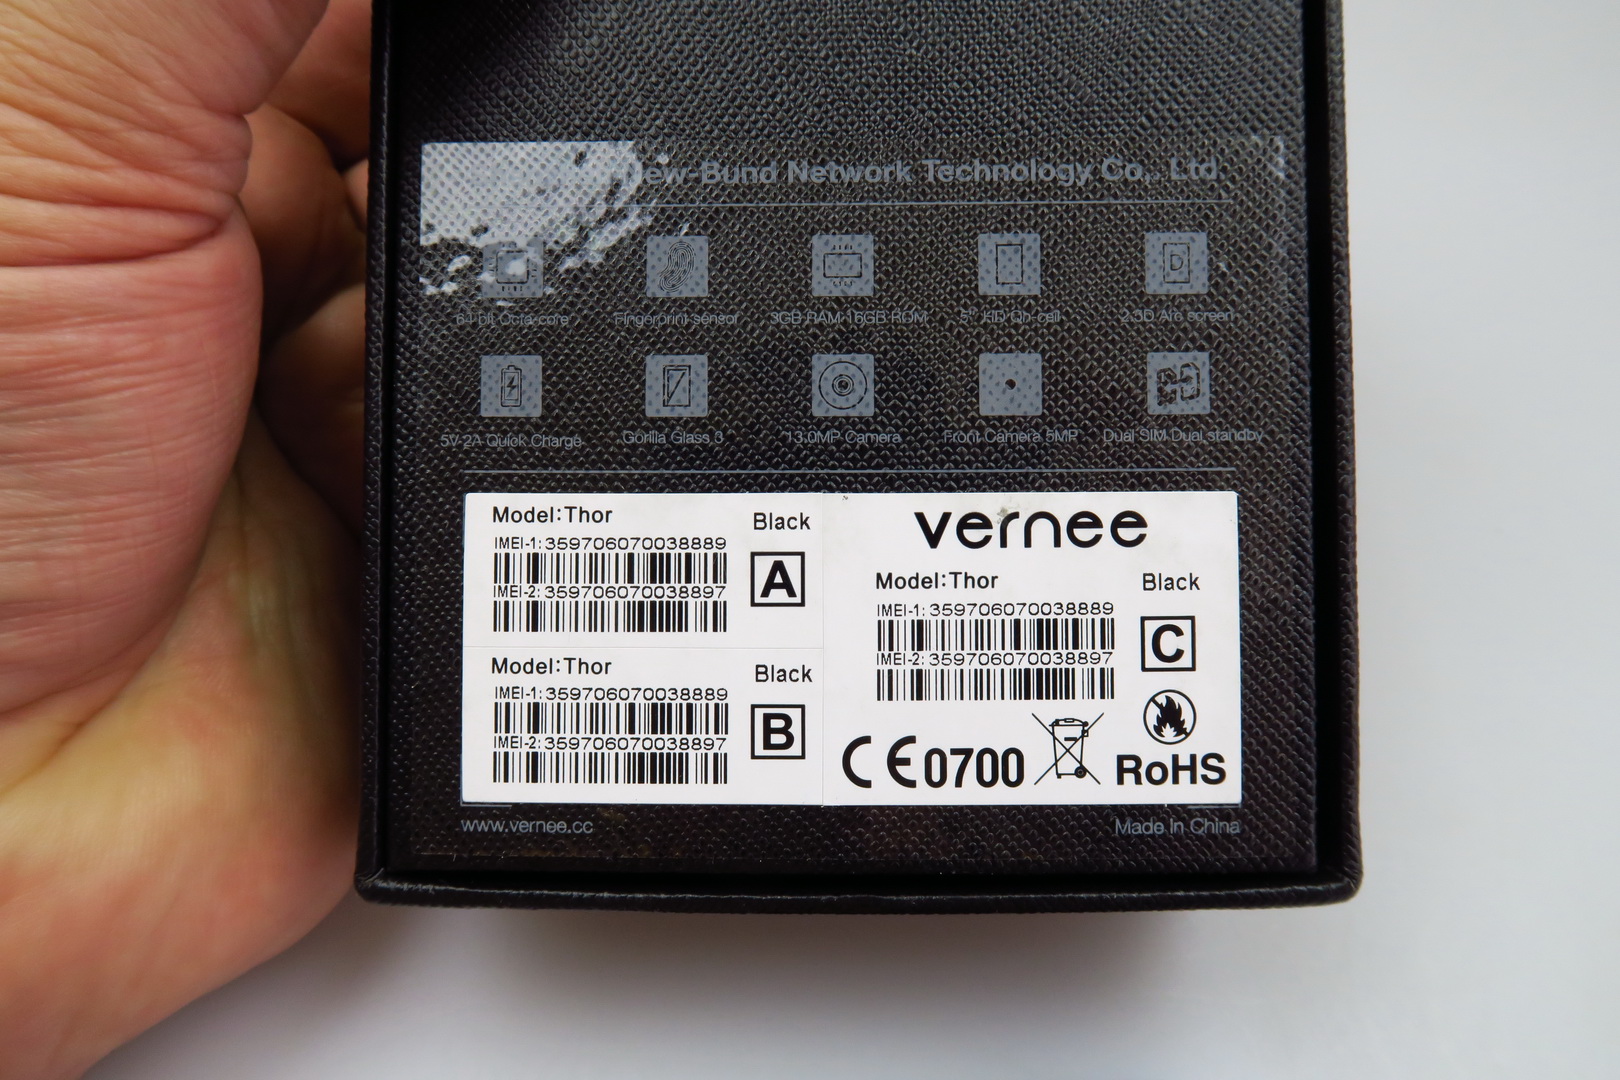 New-Bund Network Technology Co., Ltd.
64 bit Octa-core
Fingerprint sensor
3GB RAM 16GB ROM
5" HD On-cell
2.5D Arc screen
5V 2A Quick Charge
Gorilla Glass 3
13.0MP Camera
Front Camera 5MP
Dual SIM Dual standby
Model:Thor
Black
IMEI-1: 359706070038889
A
IMEI-2: 359706070038897
Model:Thor
Black
IMEI-1: 359706070038889
B
IMEI-2: 359706070038897
vernee
Model:Thor
Black
IMEI-1: 359706070038889
C
IMEI-2: 359706070038897
CE0700
RoHS
www.vernee.cc
Made in China